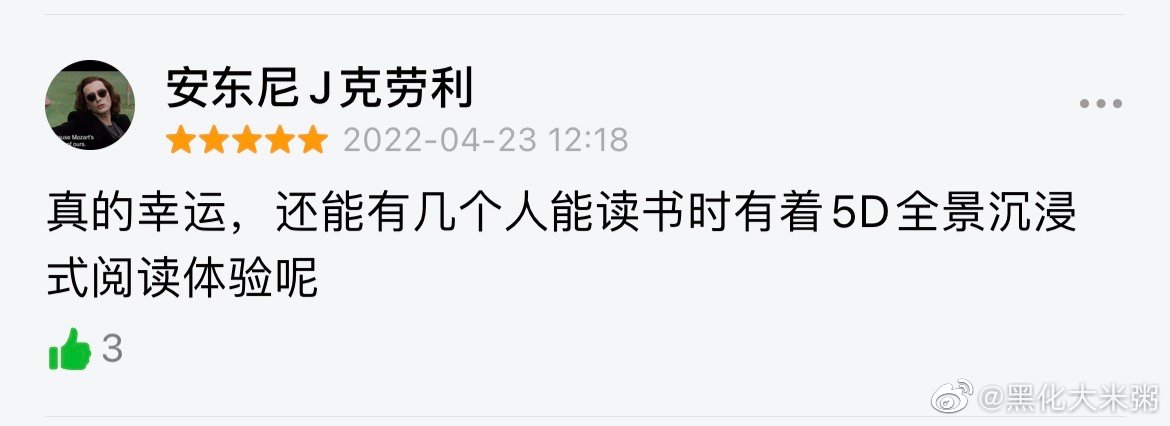 安东尼J克劳利
2022-04-23 12:18
真的幸运，还能有几个人能读书时有着5D全景沉浸
式阅读体验呢
3
@黑化大米粥